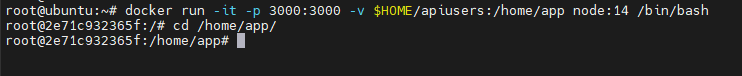 root@ubuntu:~# docker run -it -p 3000:3000 -v $HOME/apiusers:/home/app node:14 /bin/bash
root@2e71c932365f:/# cd /home/app/
root@2e71c932365f:/home/app#